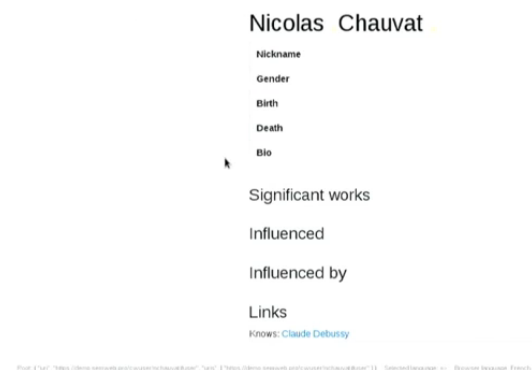 Nicolas Chauvat
Nickname
Gender
Birth
Death
Bio
Significant works
Influenced
Influenced by
Links
Knows: Claude Debussy